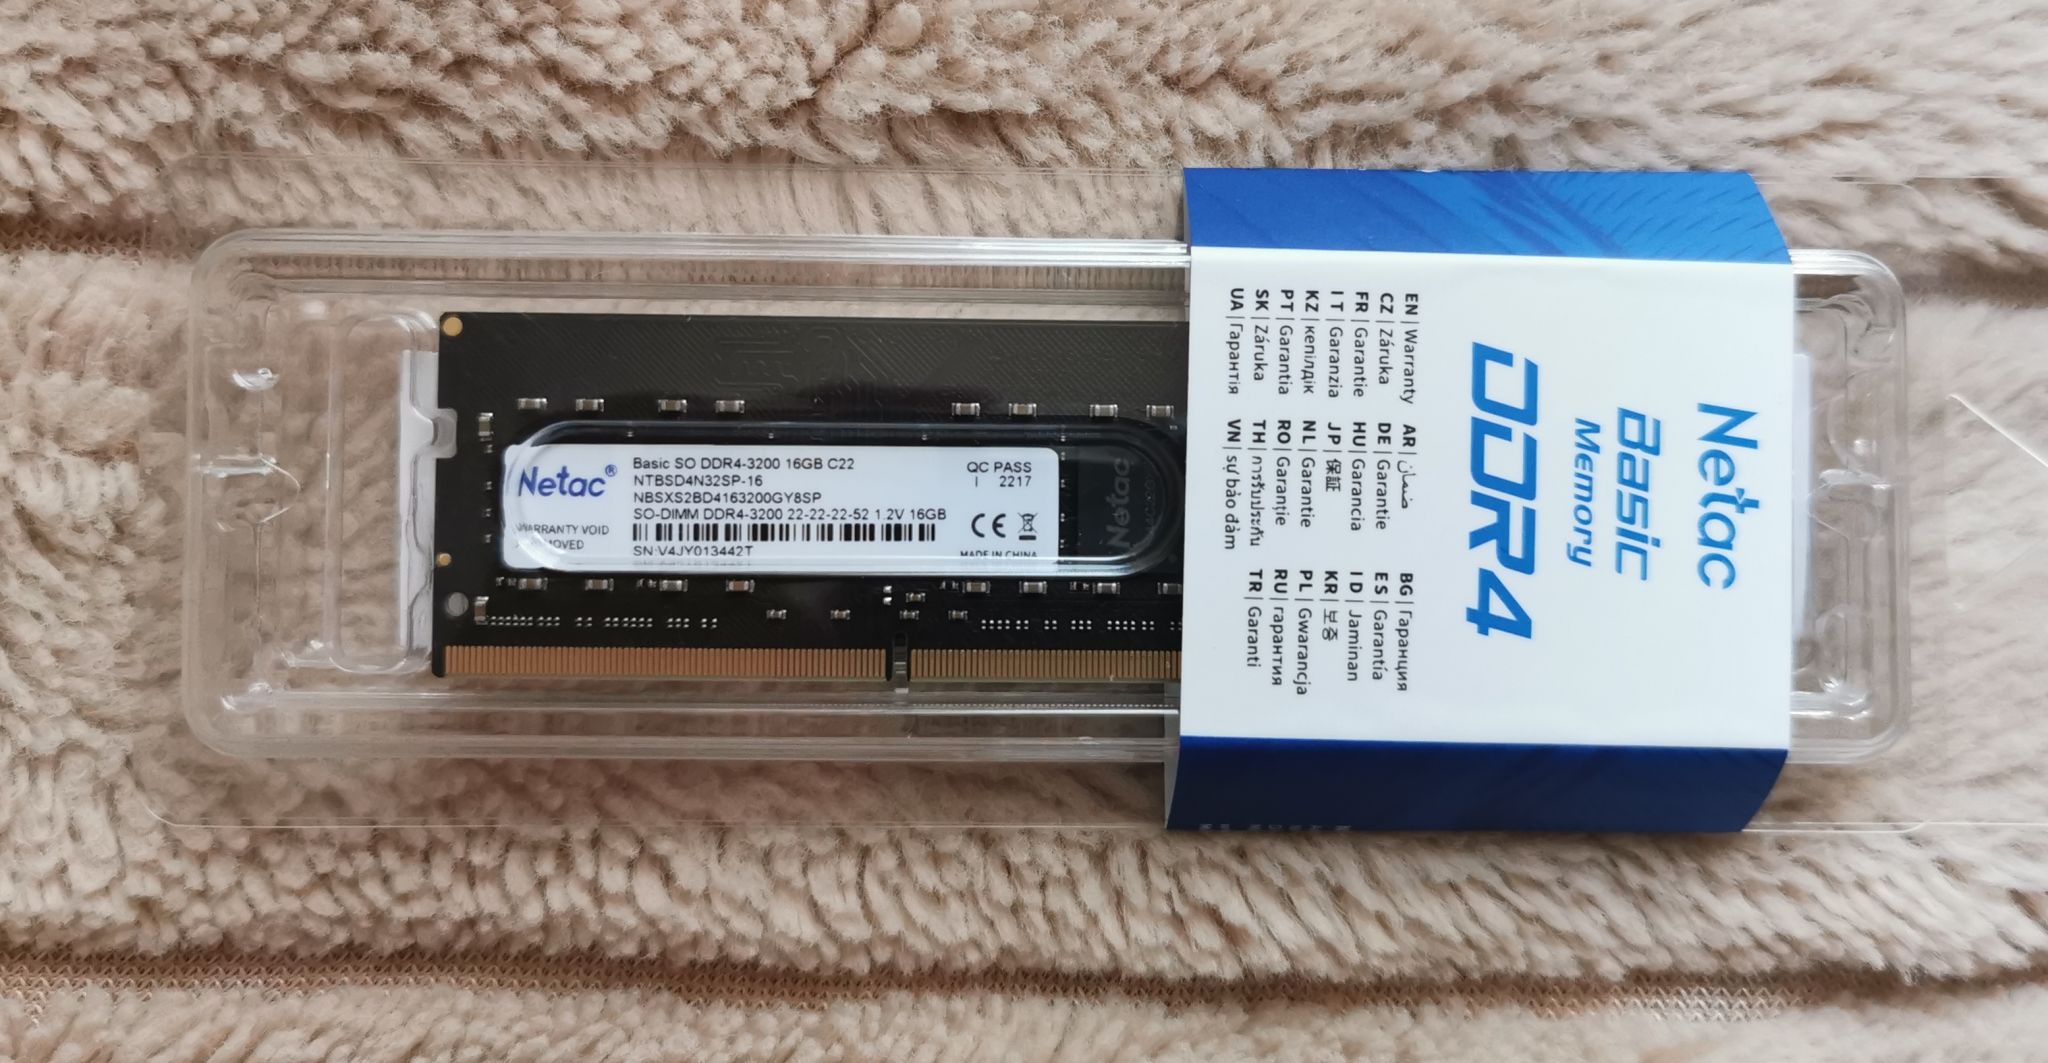 Netac®
Basic SO DDR4-3200 16GB C22
NTBSD4N32SP-16
NBSXS2BD4163200GY8SP
SO-DIMM DDR4-3200 22-22-22-52 1.2V 16GB
SN:V4JY013442T
WARRANTY VOID
QC PASS
I 2217
CE
MADE IN CHINA
Netac
Netac
Basic
Memory
DDR4
EN | Warranty
CZ | Záruka
FR | Garantie
IT | Garanzia
KZ | кепілдік
PT | Garantia
SK | Záruka
UA | Гарантія
AR | ضمان
DE | Garantie
HU | Garancia
JP | 保証
NL | Garantie
RO | Garanție
TH | การรับประกัน
VN | sự bảo đảm
BG | Гаранция
ES | Garantía
ID | Jaminan
KR | 보증
PL | Gwarancja
RU | гарантия
TR | Garanti